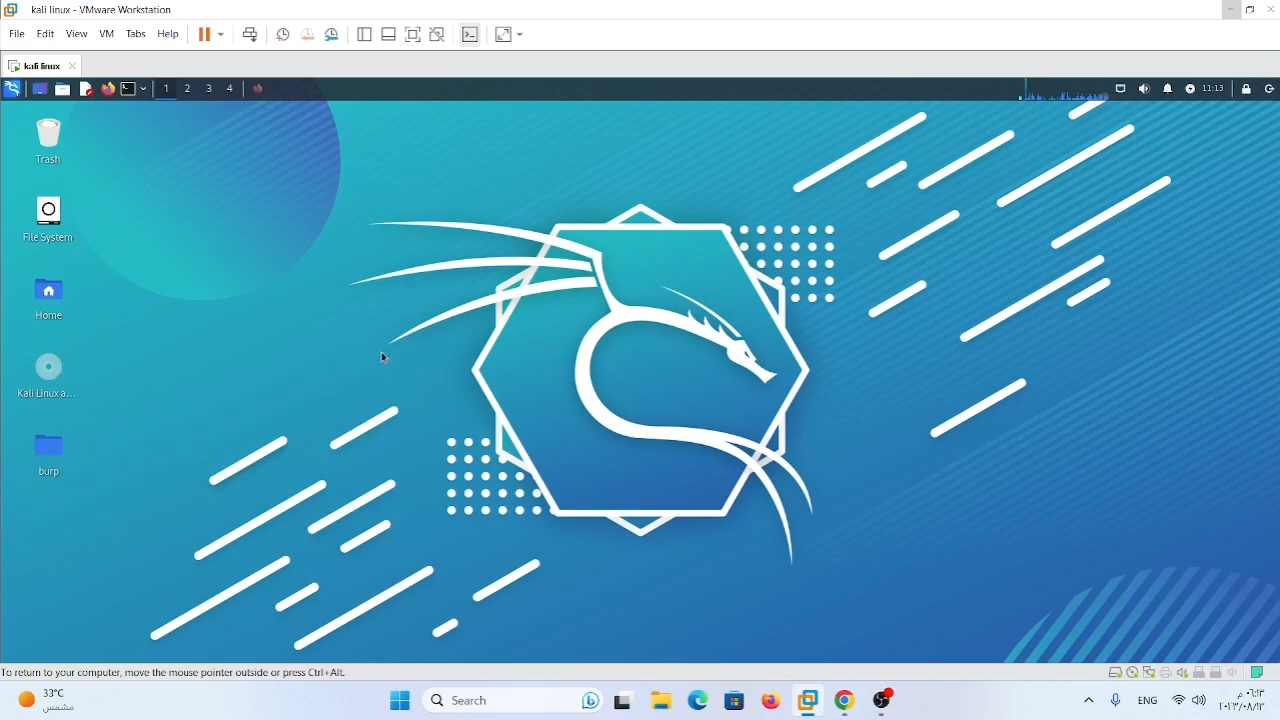 kali linux - VMware Workstation
File Edit View VM Tabs Help
kali linux
1 2 3 4
11:13
Trash
File System
Home
Kali Linux a...
burp
To return to your computer, move the mouse pointer outside or press Ctrl+Alt.
33°C
مشمس
Search
ENG